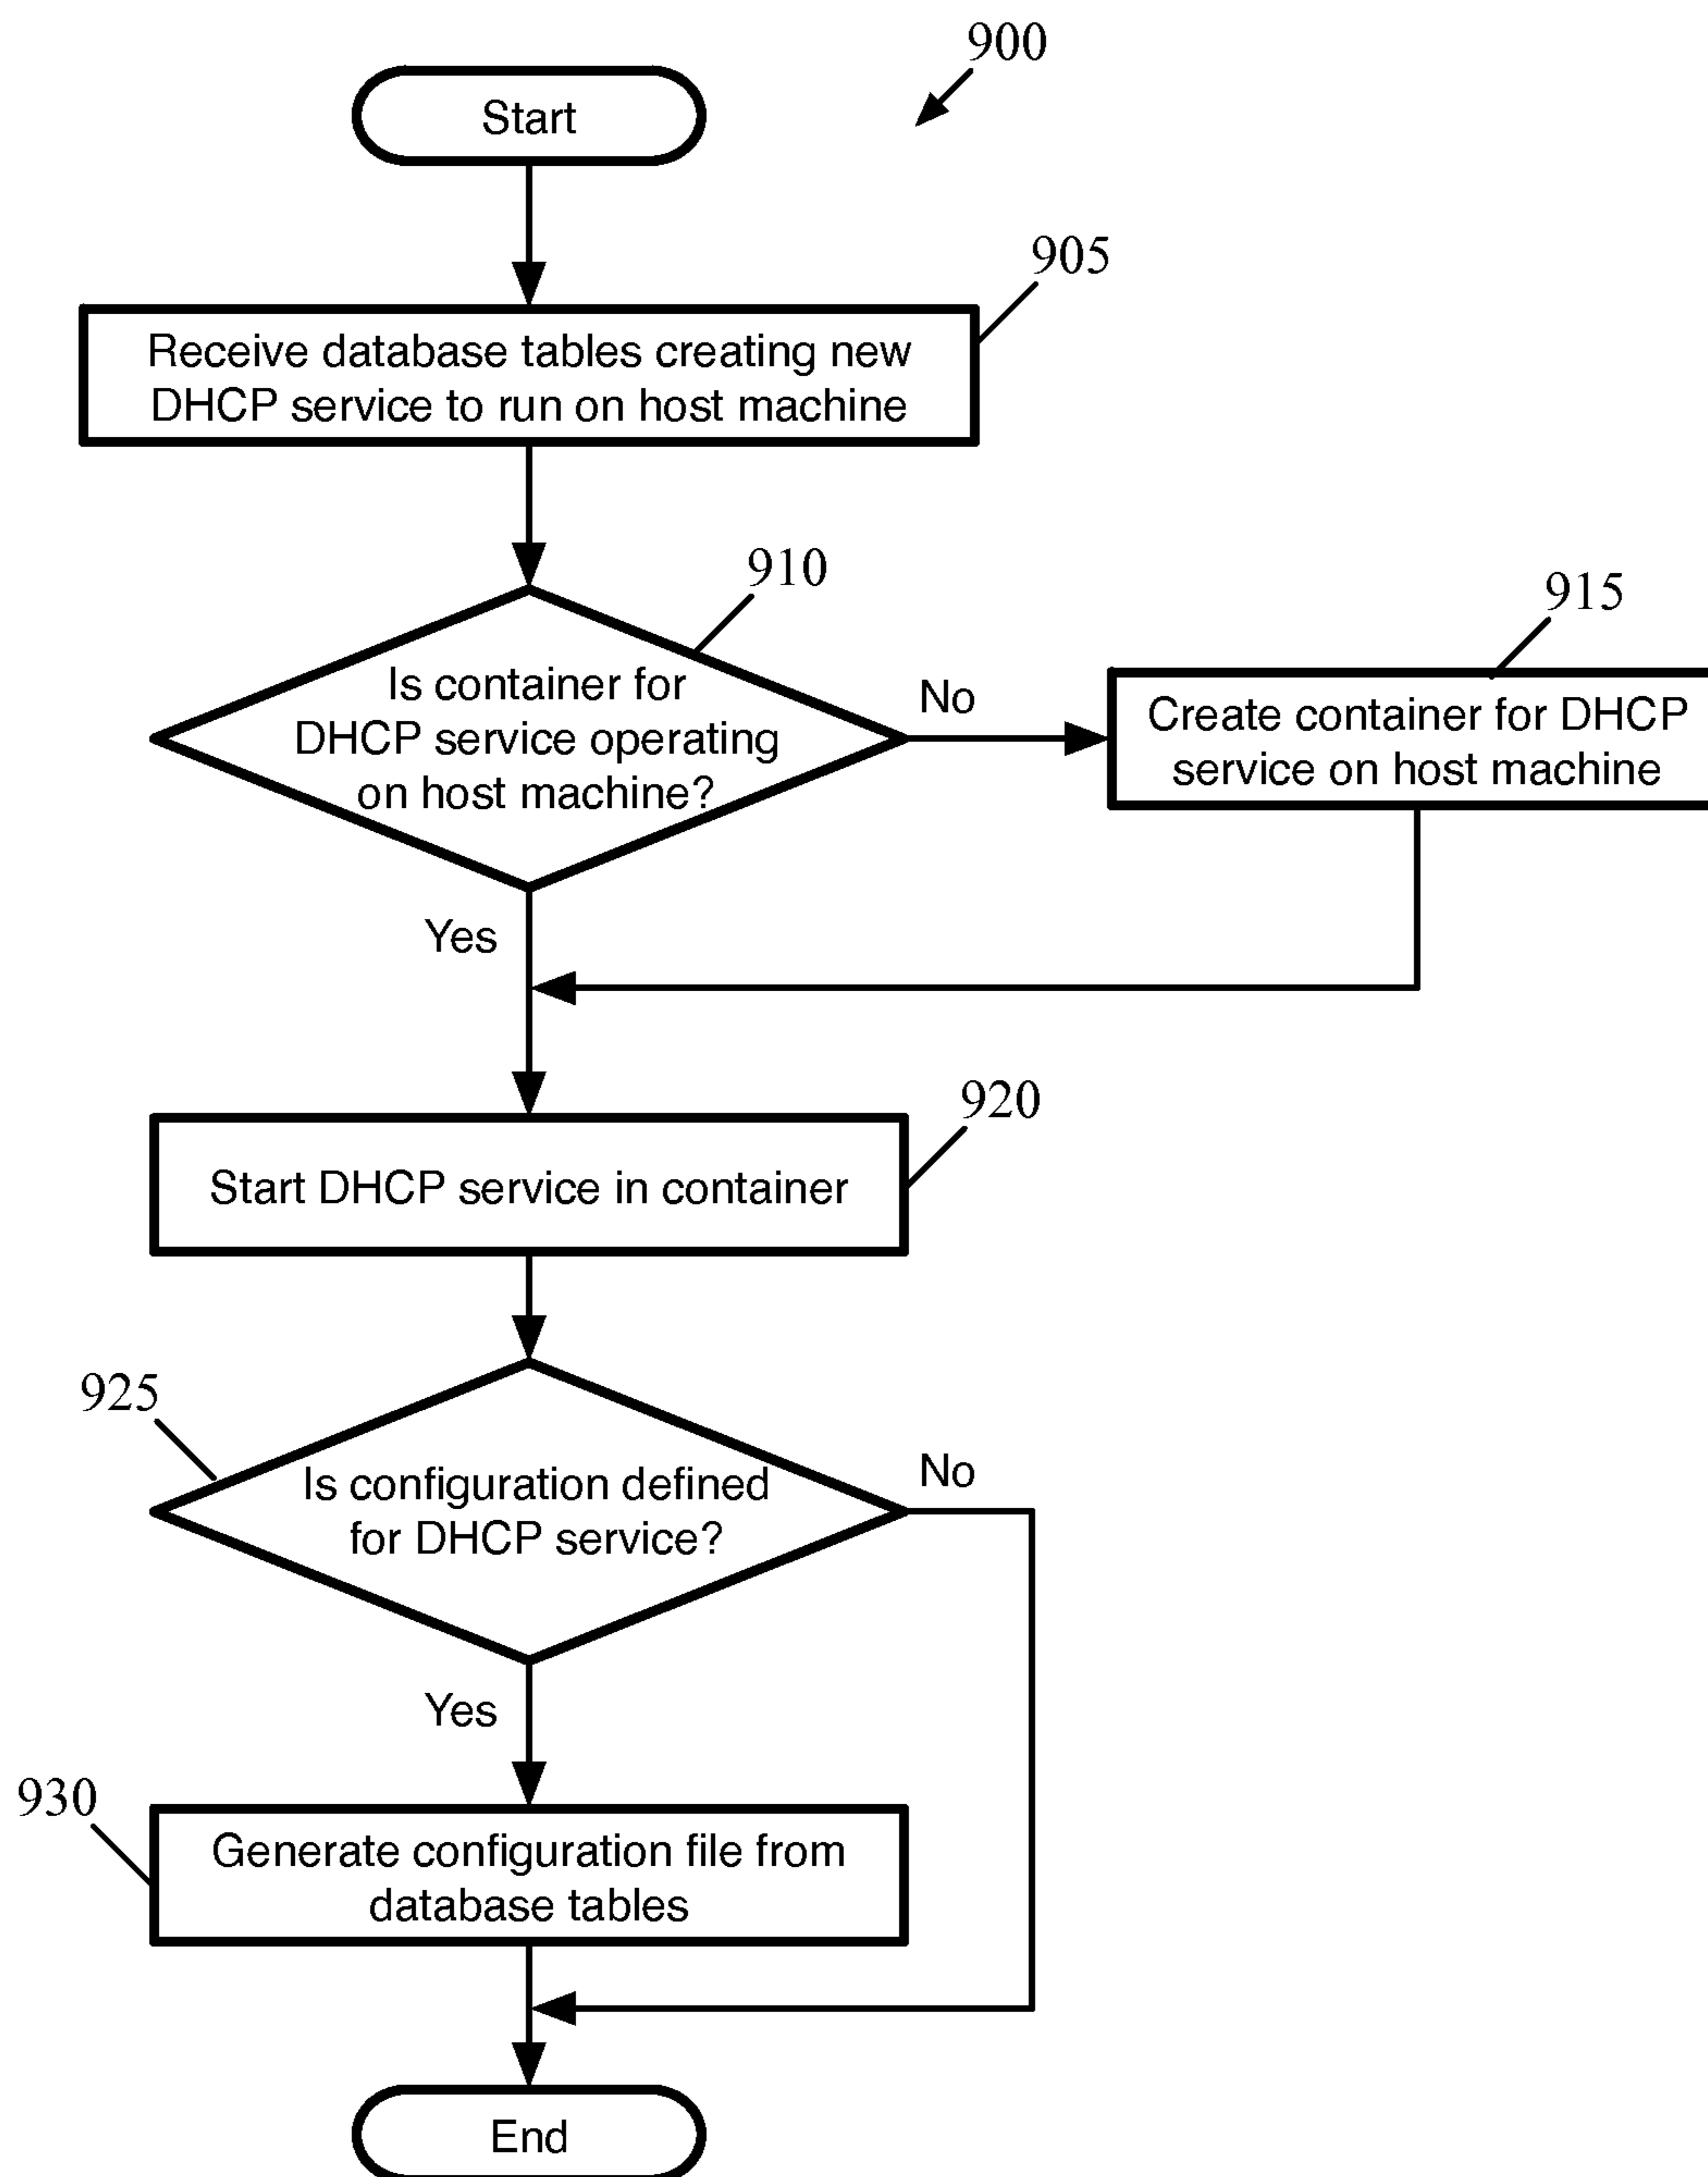 900
Start
905
Receive database tables creating new
DHCP service to run on host machine
910
Is container for
DHCP service operating
on host machine?
No
915
Create container for DHCP
service on host machine
Yes
920
Start DHCP service in container
925
Is configuration defined
for DHCP service?
No
Yes
930
Generate configuration file from
database tables
End